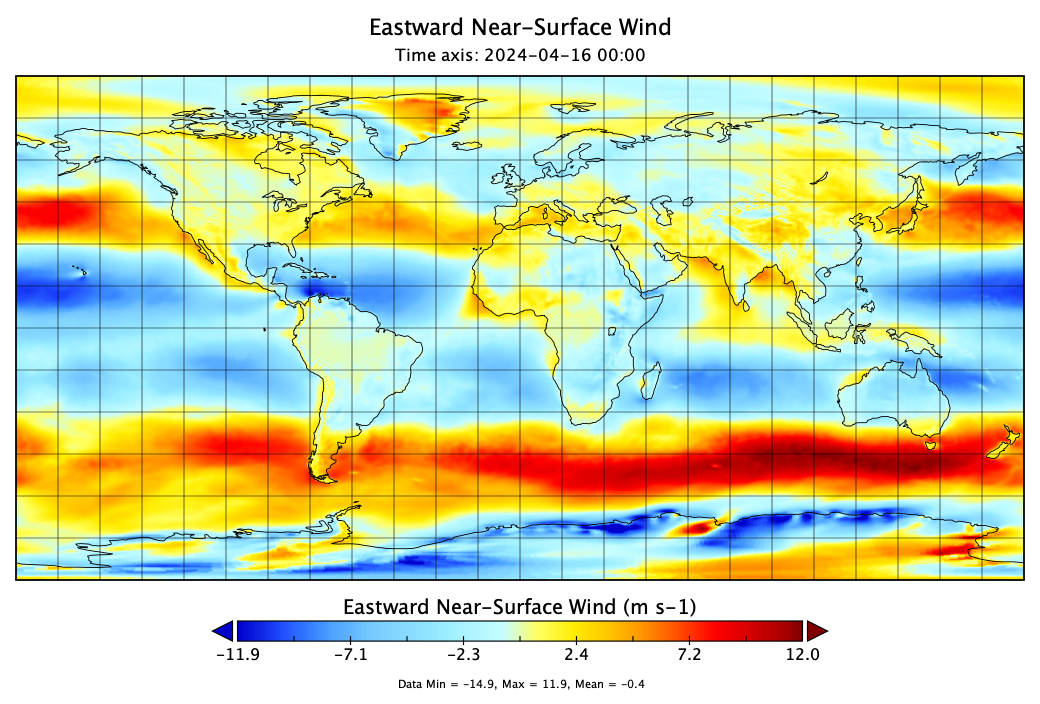 Eastward Near–Surface Wind
Time axis: 2024–04–16 00:00
Eastward Near–Surface Wind (m s–1)
−11.9 −7.1 −2.3 2.4 7.2 12.0
Data Min = −14.9, Max = 11.9, Mean = −0.4